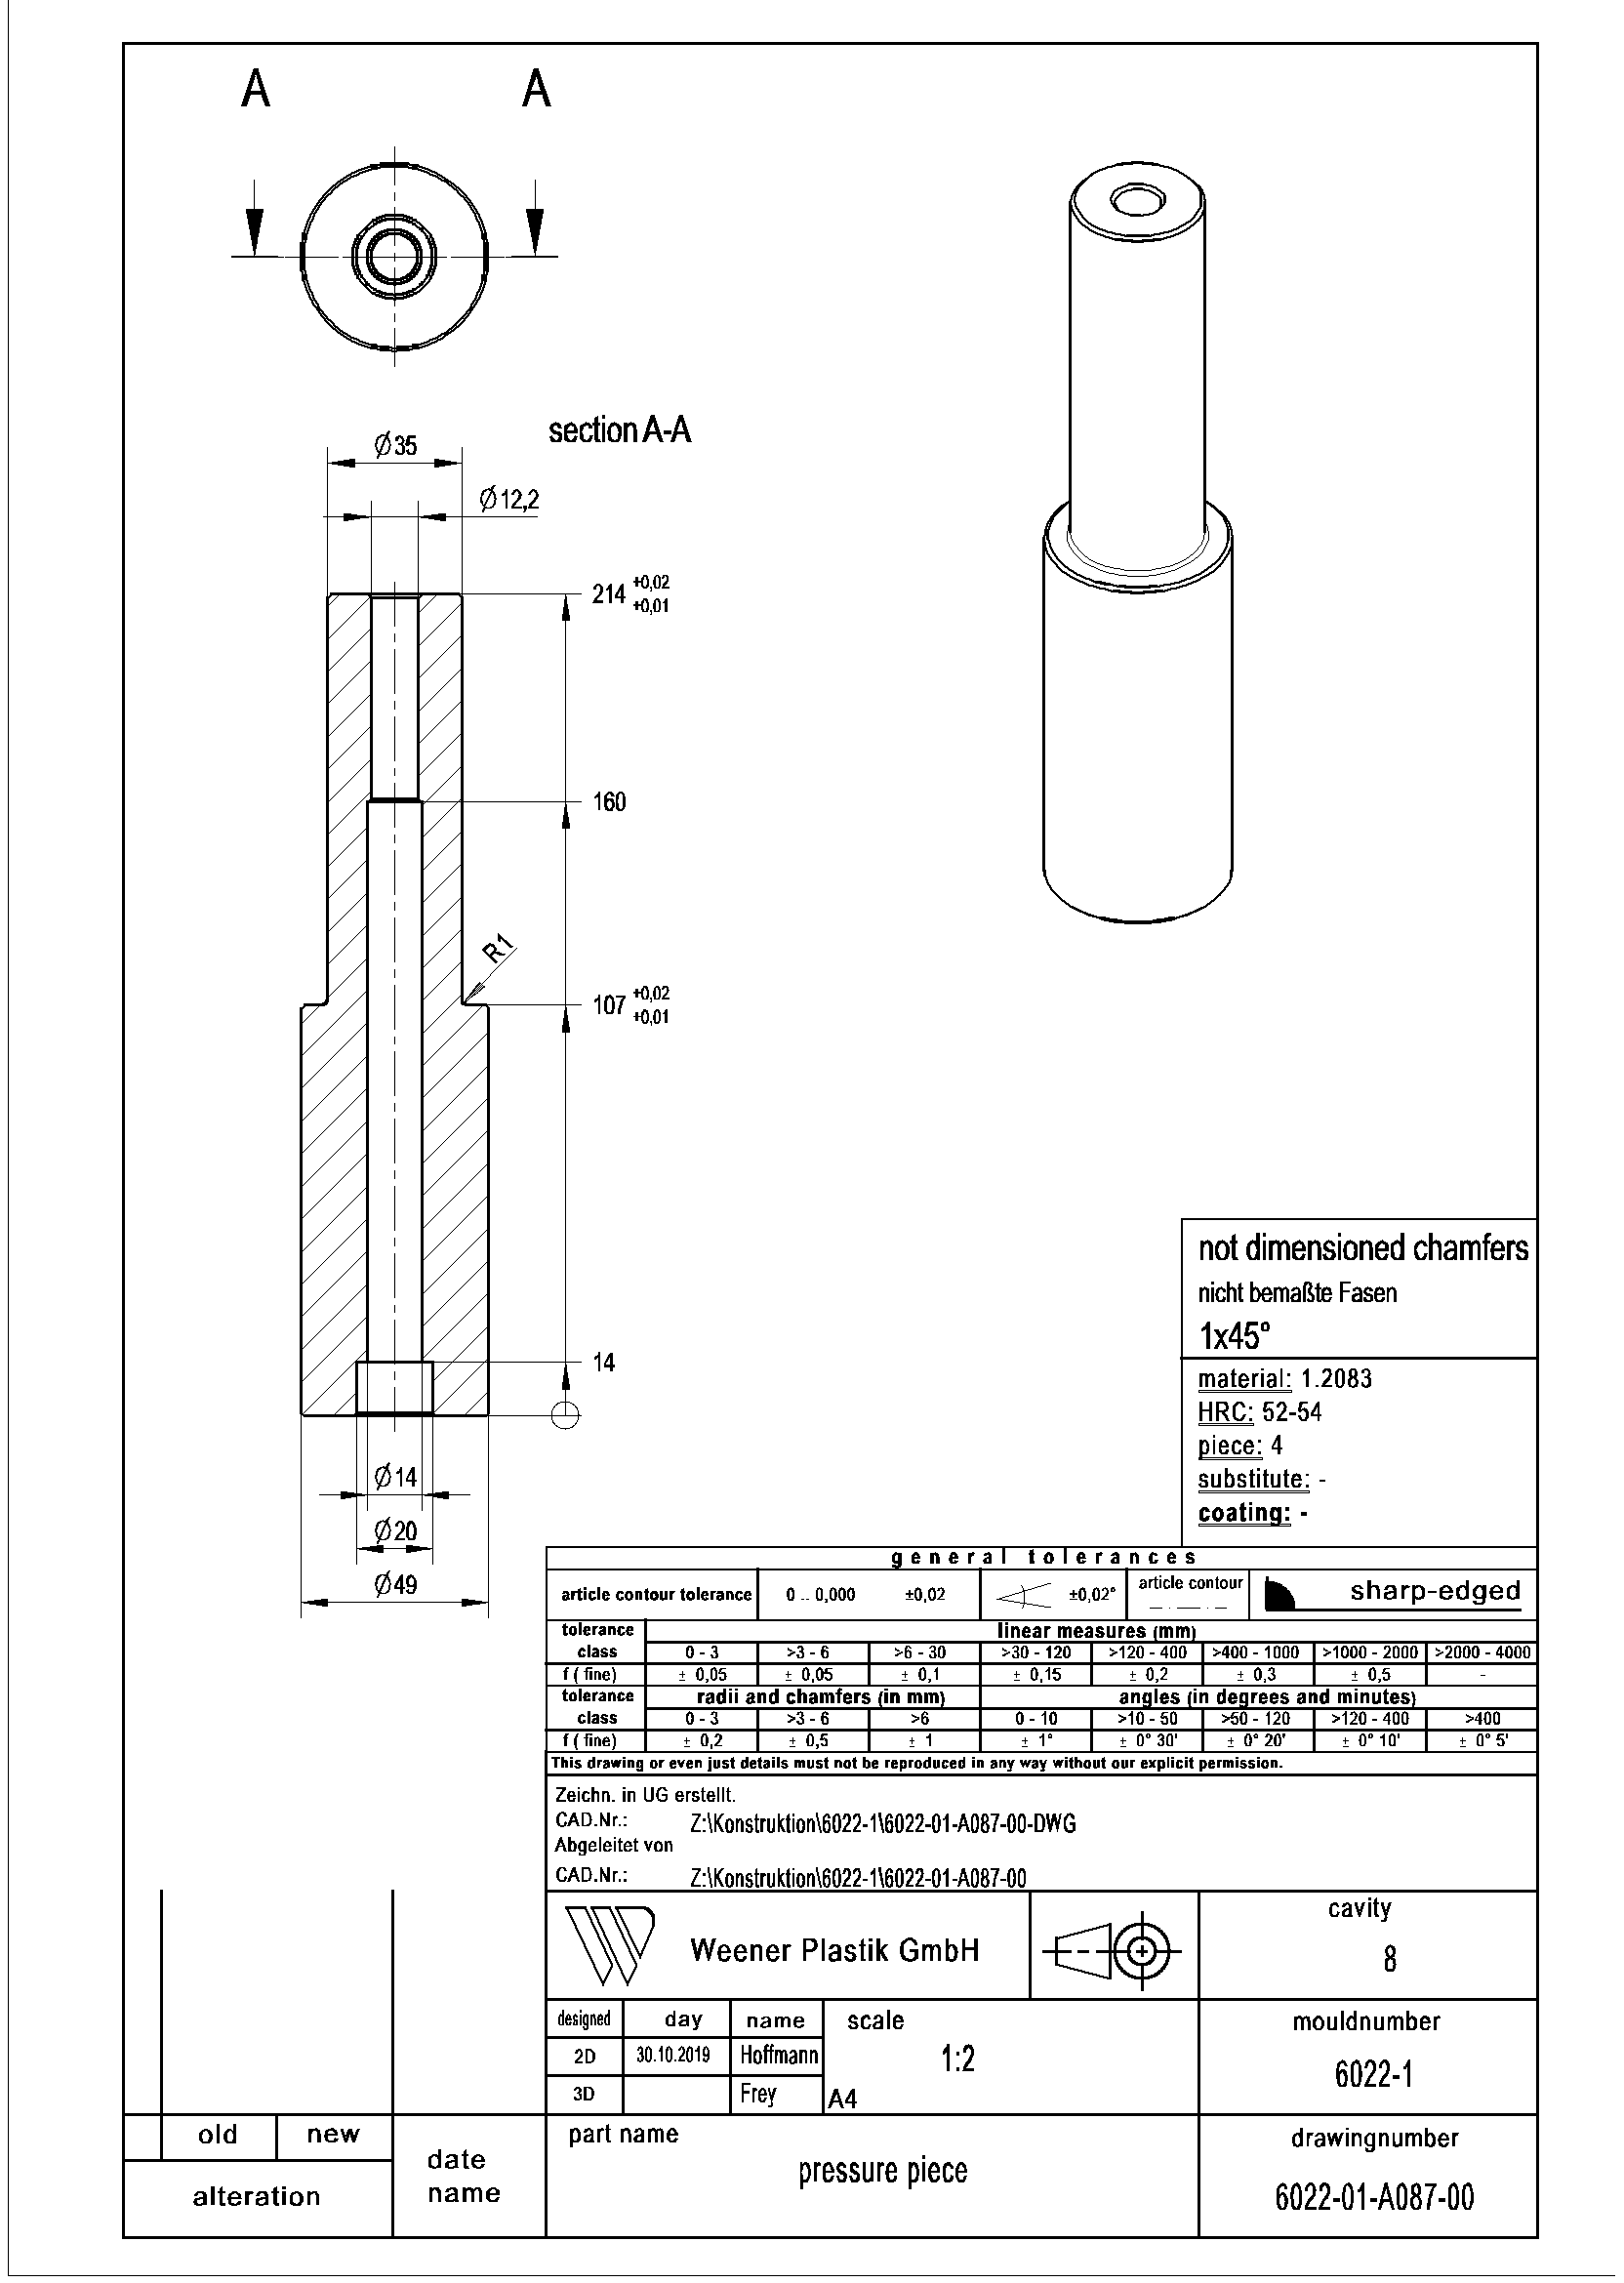 A A
section A-A
Ø35
Ø12,2
214 +0,02 +0,01
160
R1
107 +0,02 +0,01
14
Ø14
Ø20
Ø49
not dimensioned chamfers
nicht bemaßte Fasen
1x45°
material: 1.2083
HRC: 52-54
piece: 4
substitute: -
coating: -
general tolerances
article contour tolerance 0 .. 0,000 ±0,02 ±0,02° article contour sharp-edged
tolerance linear measures (mm)
class 0 - 3 >3 - 6 >6 - 30 >30 - 120 >120 - 400 >400 - 1000 >1000 - 2000 >2000 - 4000
f ( fine) ± 0,05 ± 0,05 ± 0,1 ± 0,15 ± 0,2 ± 0,3 ± 0,5 -
tolerance radii and chamfers (in mm) angles (in degrees and minutes)
class 0 - 3 >3 - 6 >6 0 - 10 >10 - 50 >50 - 120 >120 - 400 >400
f ( fine) ± 0,2 ± 0,5 ± 1 ± 1° ± 0° 30' ± 0° 20' ± 0° 10' ± 0° 5'
This drawing or even just details must not be reproduced in any way without our explicit permission.
Zeichn. in UG erstellt.
CAD.Nr.: Z:\Konstruktion\6022-1\6022-01-A087-00-DWG
Abgeleitet von
CAD.Nr.: Z:\Konstruktion\6022-1\6022-01-A087-00
Weener Plastik GmbH
cavity
8
designed day name scale
2D 30.10.2019 Hoffmann 1:2
3D Frey A4
mouldnumber
6022-1
old new
alteration
date
name
part name
pressure piece
drawingnumber
6022-01-A087-00